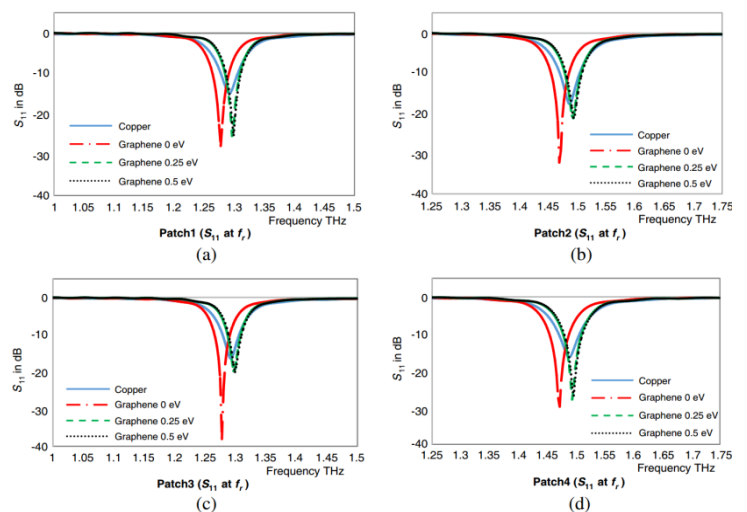 0
-10
-20
-30
-40
S11 in dB
Copper
Graphene 0 eV
Graphene 0.25 eV
Graphene 0.5 eV
1 1.05 1.1 1.15 1.2 1.25 1.3 1.35 1.4 1.45 1.5
Frequency THz
Patch1 (S11 at fr)
(a)
0
-10
-20
-30
-40
S11 in dB
Copper
Graphene 0 eV
Graphene 0.25 eV
Graphene 0.5 eV
1.25 1.3 1.35 1.4 1.45 1.5 1.55 1.6 1.65 1.7 1.75
Frequency THz
Patch2 (S11 at fr)
(b)
0
-10
-20
-30
-40
S11 in dB
Copper
Graphene 0 eV
Graphene 0.25 eV
Graphene 0.5 eV
1 1.05 1.1 1.15 1.2 1.25 1.3 1.35 1.4 1.45 1.5
Frequency THz
Patch3 (S11 at fr)
(c)
0
-10
-20
-30
-40
S11 in dB
Copper
Graphene 0 eV
Graphene 0.25 eV
Graphene 0.5 eV
1.25 1.3 1.35 1.4 1.45 1.5 1.55 1.6 1.65 1.7 1.75
Frequency THz
Patch4 (S11 at fr)
(d)